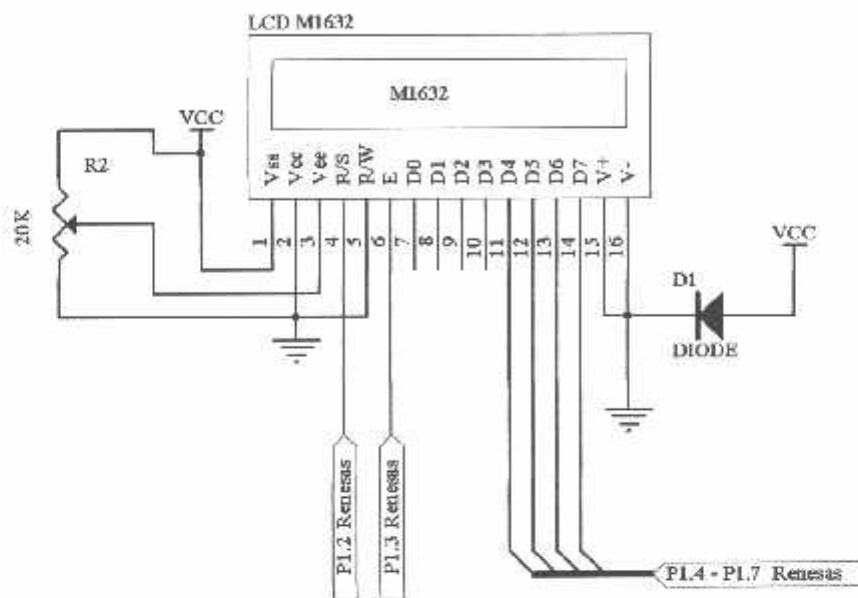 LCD M1632
M1632
VCC
R2
20K
Vss
Vcc
Vee
R/S
R/W
E
D0
D1
D2
D3
D4
D5
D6
D7
V+
V-
1
2
3
4
5
6
7
8
9
10
11
12
13
14
15
16
VCC
D1
DIODE
P1.2 Renesas
P1.3 Renesas
P1.4 - P1.7 Renesas